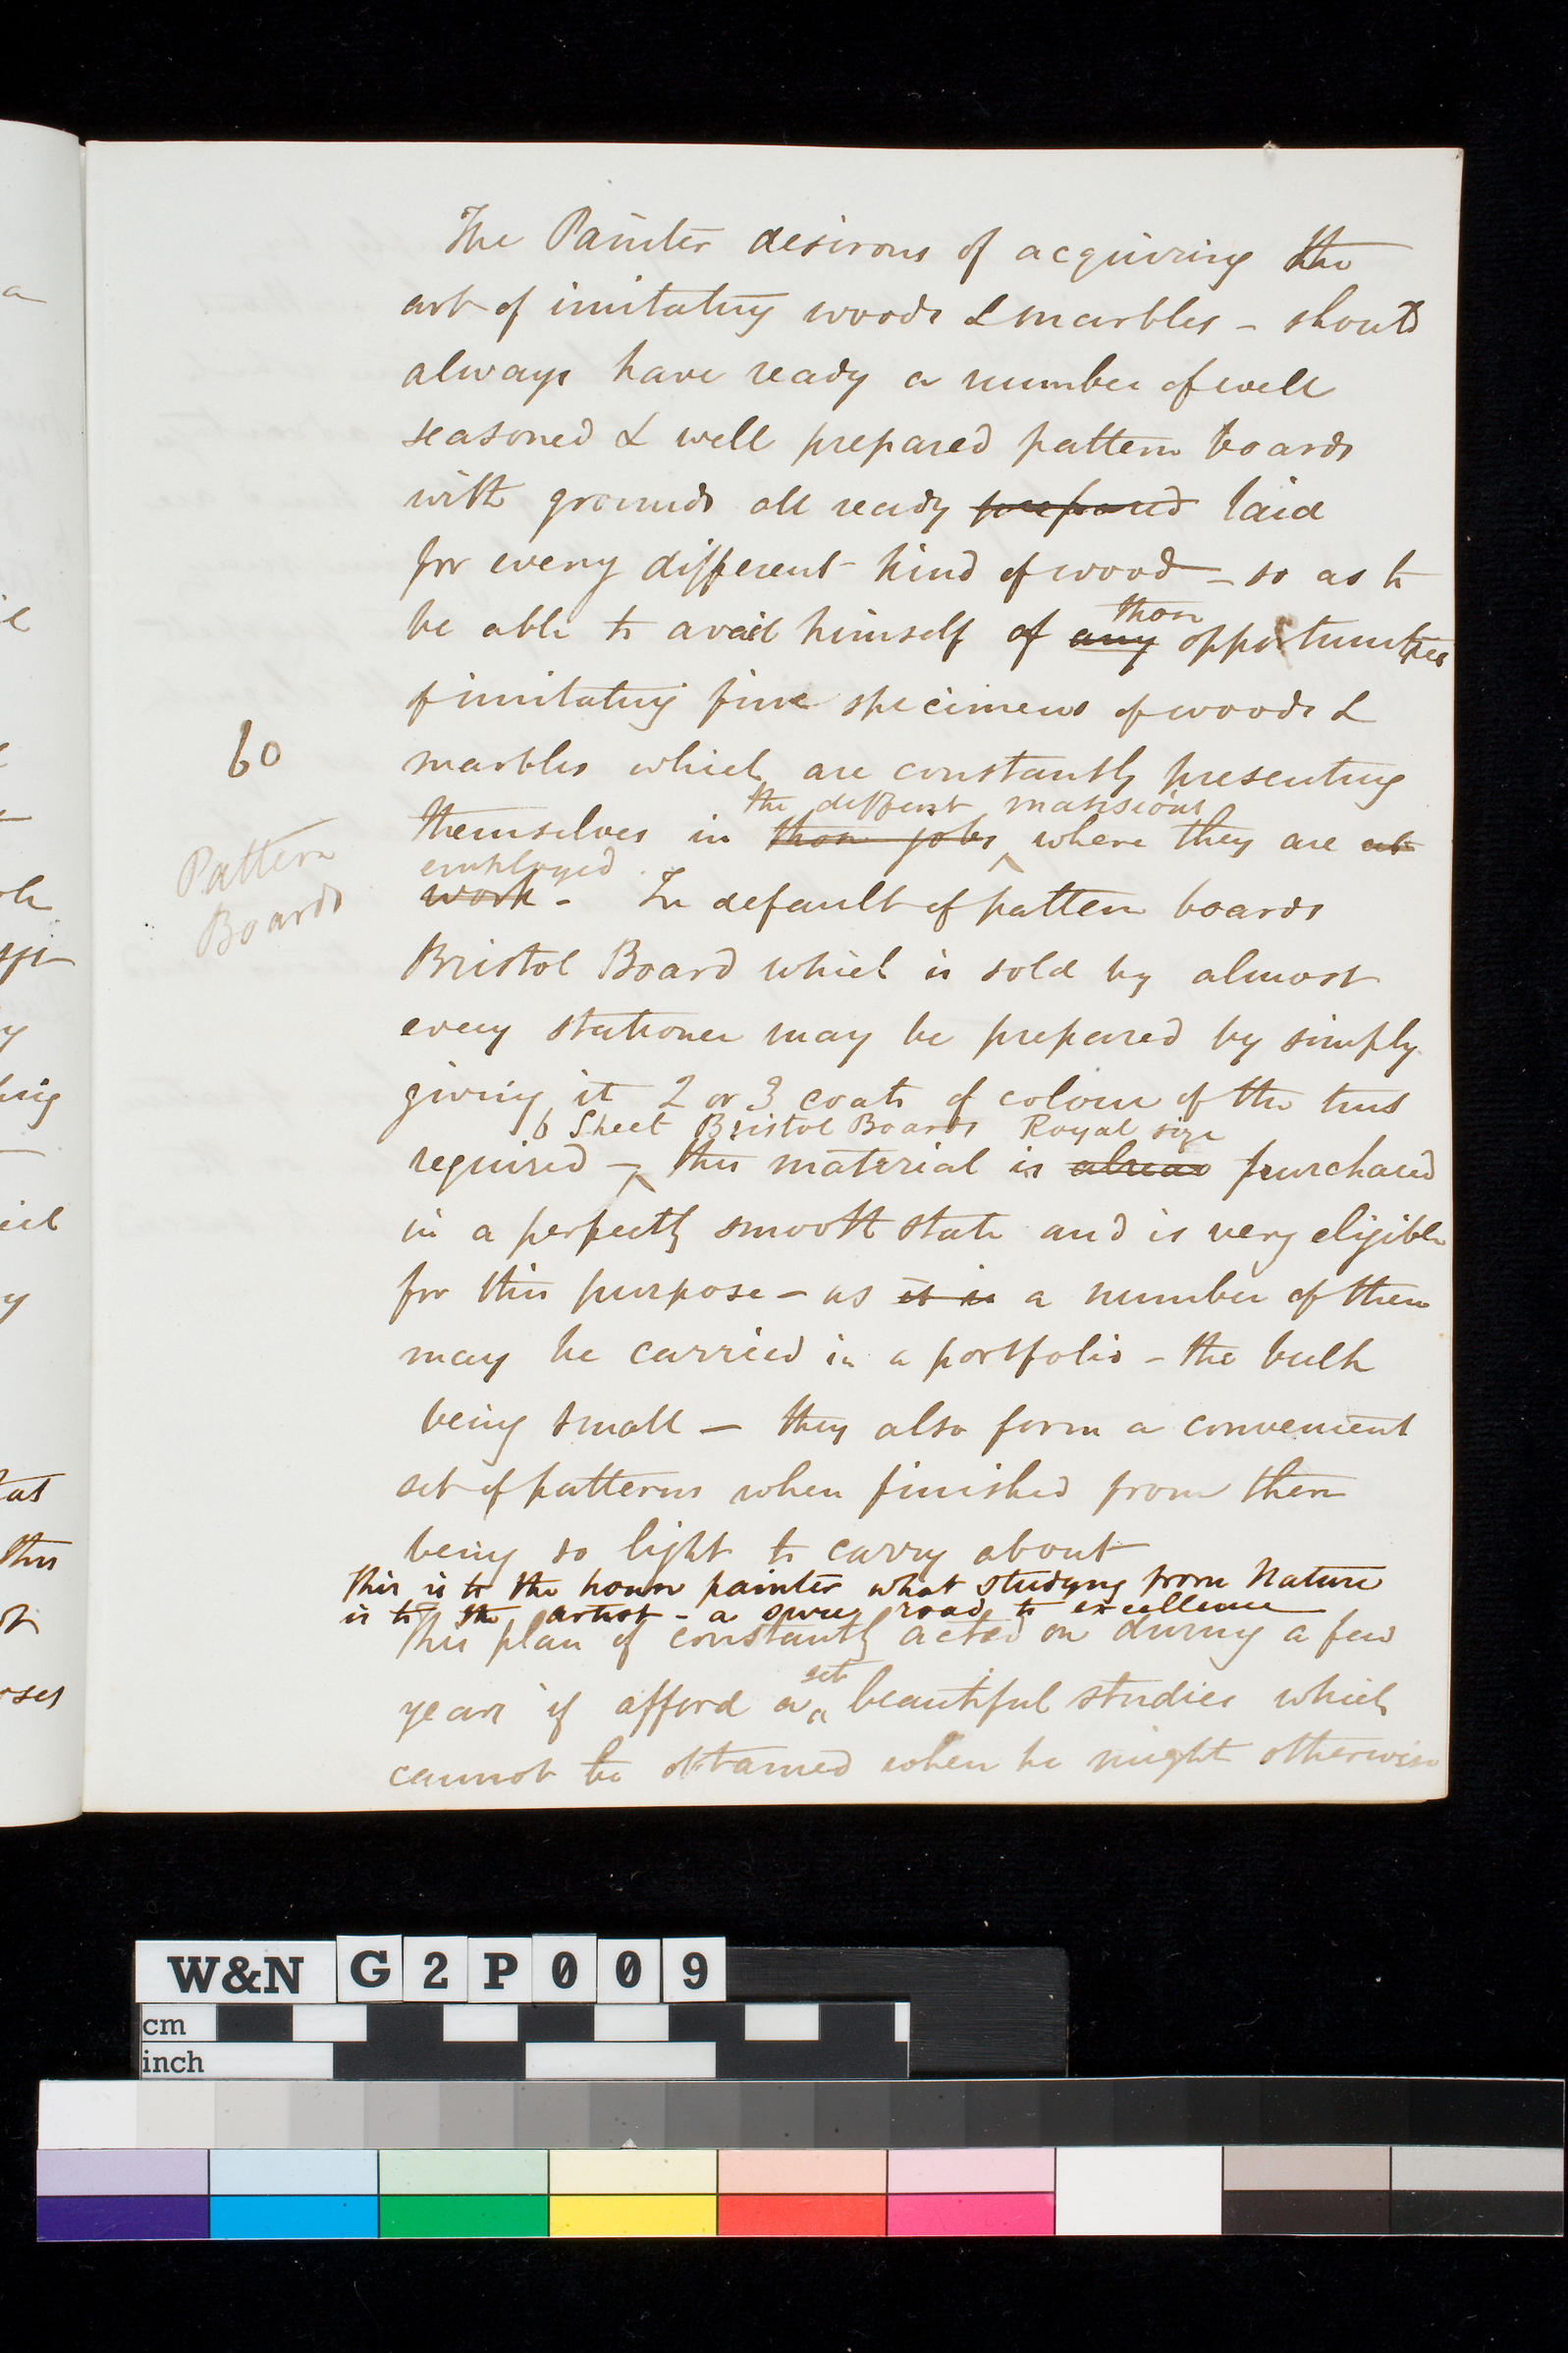 The Painter desirous of acquiring the
art of imitating woods & marbles - should
always have ready a number of well
seasoned & well prepared pattern boards
with grounds all ready prepared laid
for every different kind of wood - so as to
those
be able to avail himself of any opportunities
of imitating fine specimens of woods &
60
marbles which are constantly presenting
the different mansions
themselves in those jobs where they are at
Pattern
Boards
employed
work - In default of pattern boards
Bristol Board which is sold by almost
every stationer may be prepared by simply
giving it 2 or 3 coats of colour of the tint
6 Sheet Bristol Boards Royal size
required - this material is purchased
in a perfectly smooth state and is very eligible
for this purpose - as it is a number of them
may be carried in a portfolio - the bulk
being small - they also form a convenient
set of patterns when finished from them
being so light to carry about
this is to the house painter what studying from Nature
is to the artist - a sure road to excellence
This plan if constantly acted on during a few
set
years if afford a a beautiful studies which
cannot be obtained when he might otherwise
W&N G2P009
cm
inch